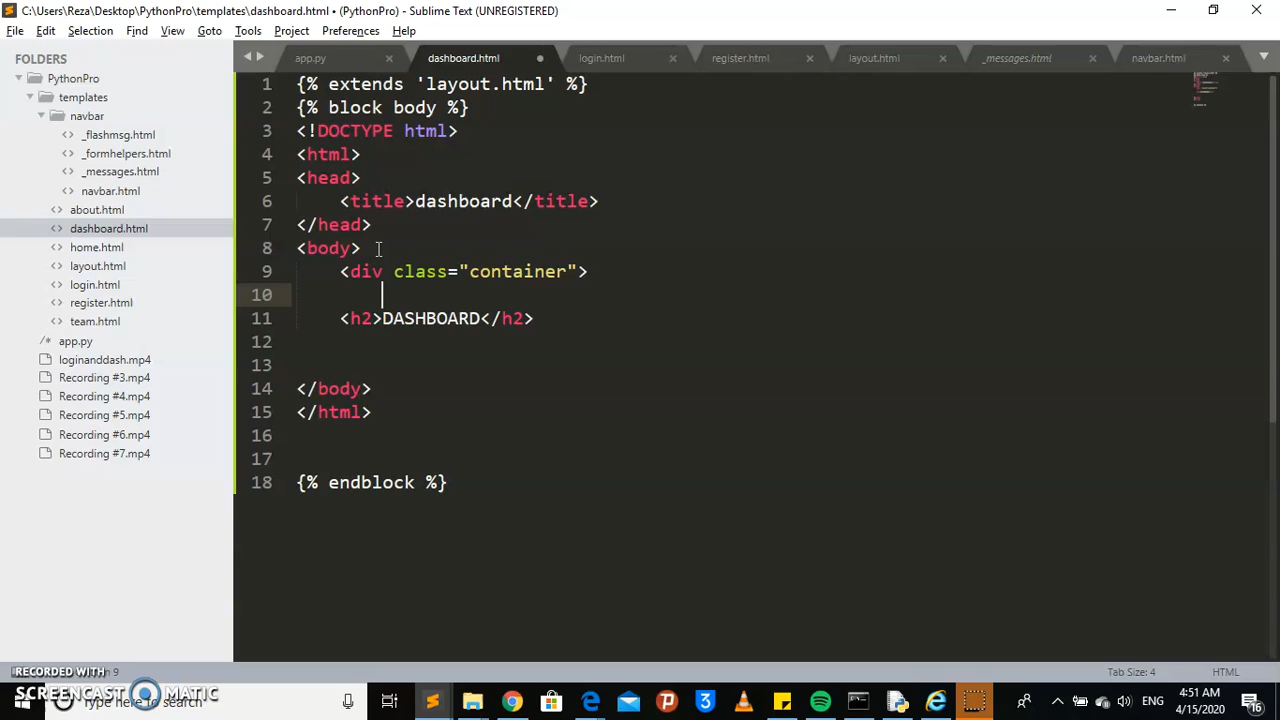 C:\Users\Reza\Desktop\PythonPro\templates\dashboard.html • (PythonPro) - Sublime Text (UNREGISTERED)
File Edit Selection Find View Goto Tools Project Preferences Help
FOLDERS
PythonPro
templates
navbar
_flashmsg.html
_formhelpers.html
_messages.html
navbar.html
about.html
dashboard.html
home.html
layout.html
login.html
register.html
team.html
app.py
loginanddash.mp4
Recording #3.mp4
Recording #4.mp4
Recording #5.mp4
Recording #6.mp4
Recording #7.mp4
app.py dashboard.html login.html register.html layout.html _messages.html navbar.html
1 {% extends 'layout.html' %}
2 {% block body %}
3 <!DOCTYPE html>
4 <html>
5 <head>
6 <title>dashboard</title>
7 </head>
8 <body>
9 <div class="container">
10
11 <h2>DASHBOARD</h2>
12
13
14 </body>
15 </html>
16
17
18 {% endblock %}
RECORDED WITH
9
Tab Size: 4 HTML
SCREENCAST MATIC
Type here to search
ENG
4:51 AM
4/15/2020
16